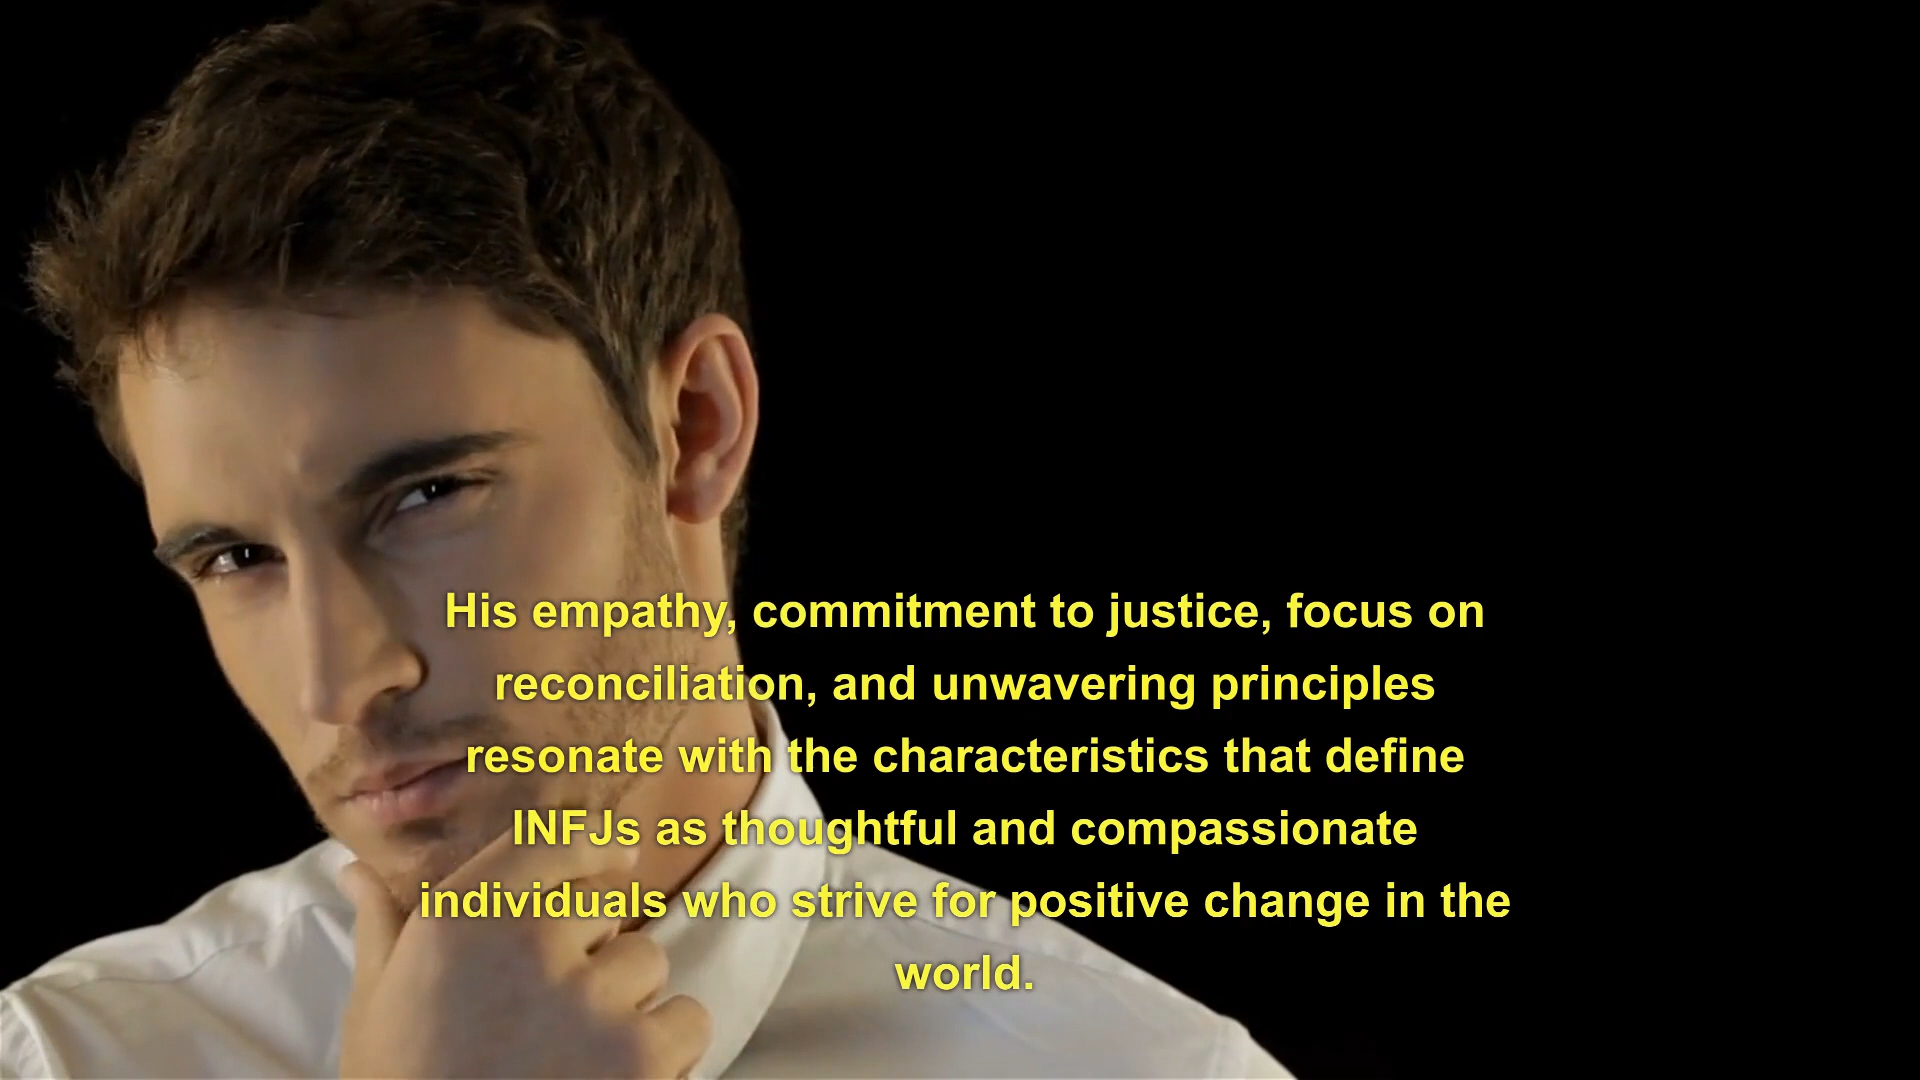 His empathy, commitment to justice, focus on
reconciliation, and unwavering principles
resonate with the characteristics that define
INFJs as thoughtful and compassionate
individuals who strive for positive change in the
world.